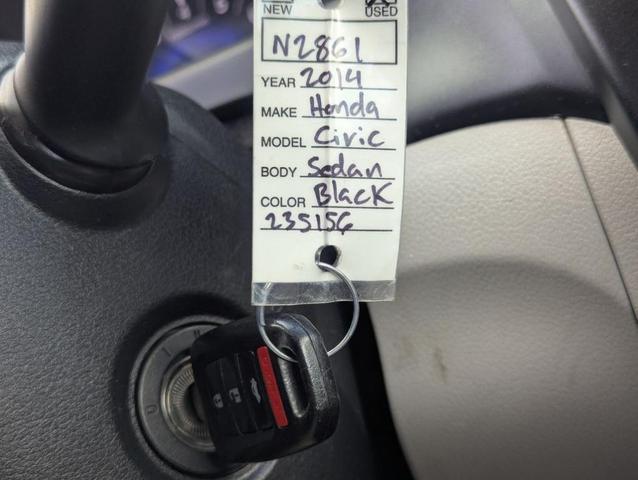 NEW USED
N2861
YEAR 2014
MAKE Honda
MODEL Civic
BODY Sedan
COLOR Black
235156